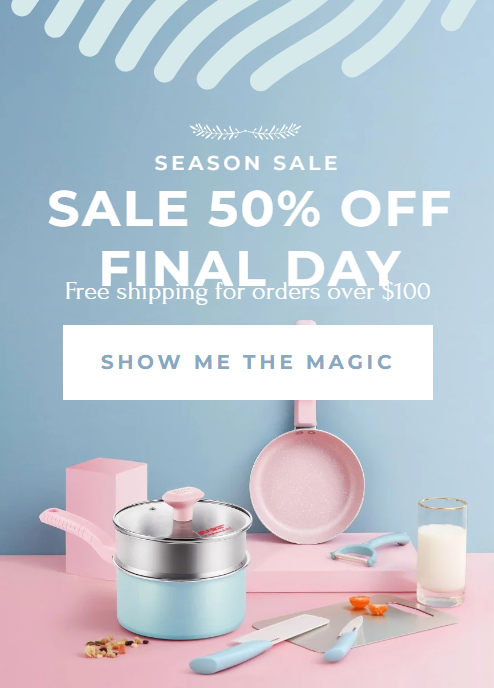 SEASON SALE
SALE 50% OFF
FINAL DAY
Free shipping for orders over $100
SHOW ME THE MAGIC